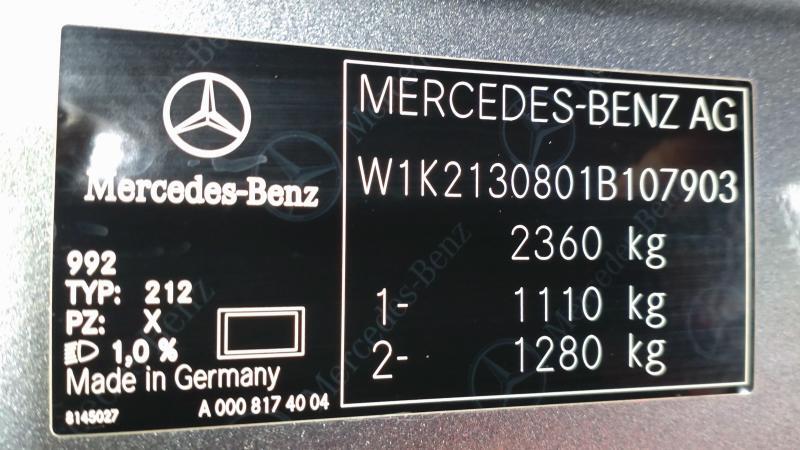 Mercedes-Benz
992
TYP: 212
PZ: X
1,0 %
Made in Germany
8145027
A 000 817 40 04
MERCEDES-BENZ AG
W1K2130801B107903
2360 kg
1- 1110 kg
2- 1280 kg